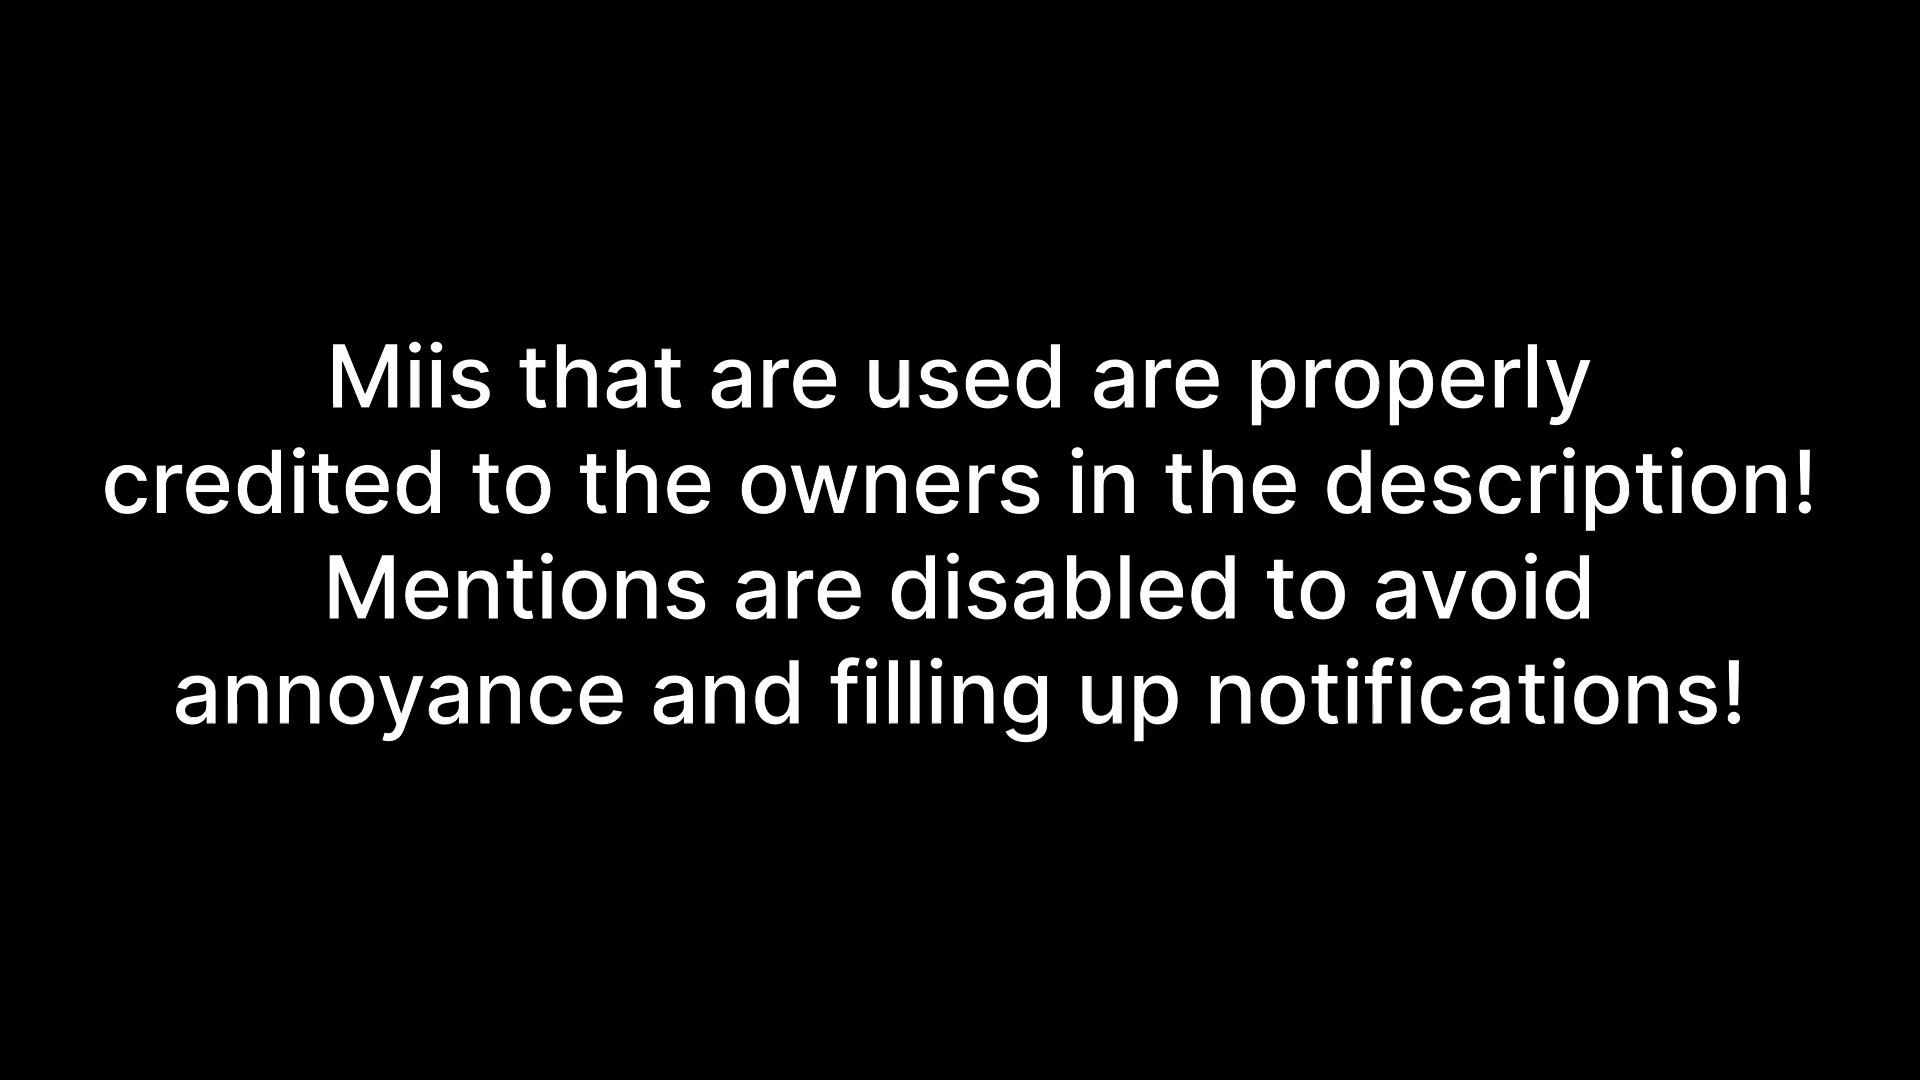 Miis that are used are properly
credited to the owners in the description!
Mentions are disabled to avoid
annoyance and filling up notifications!